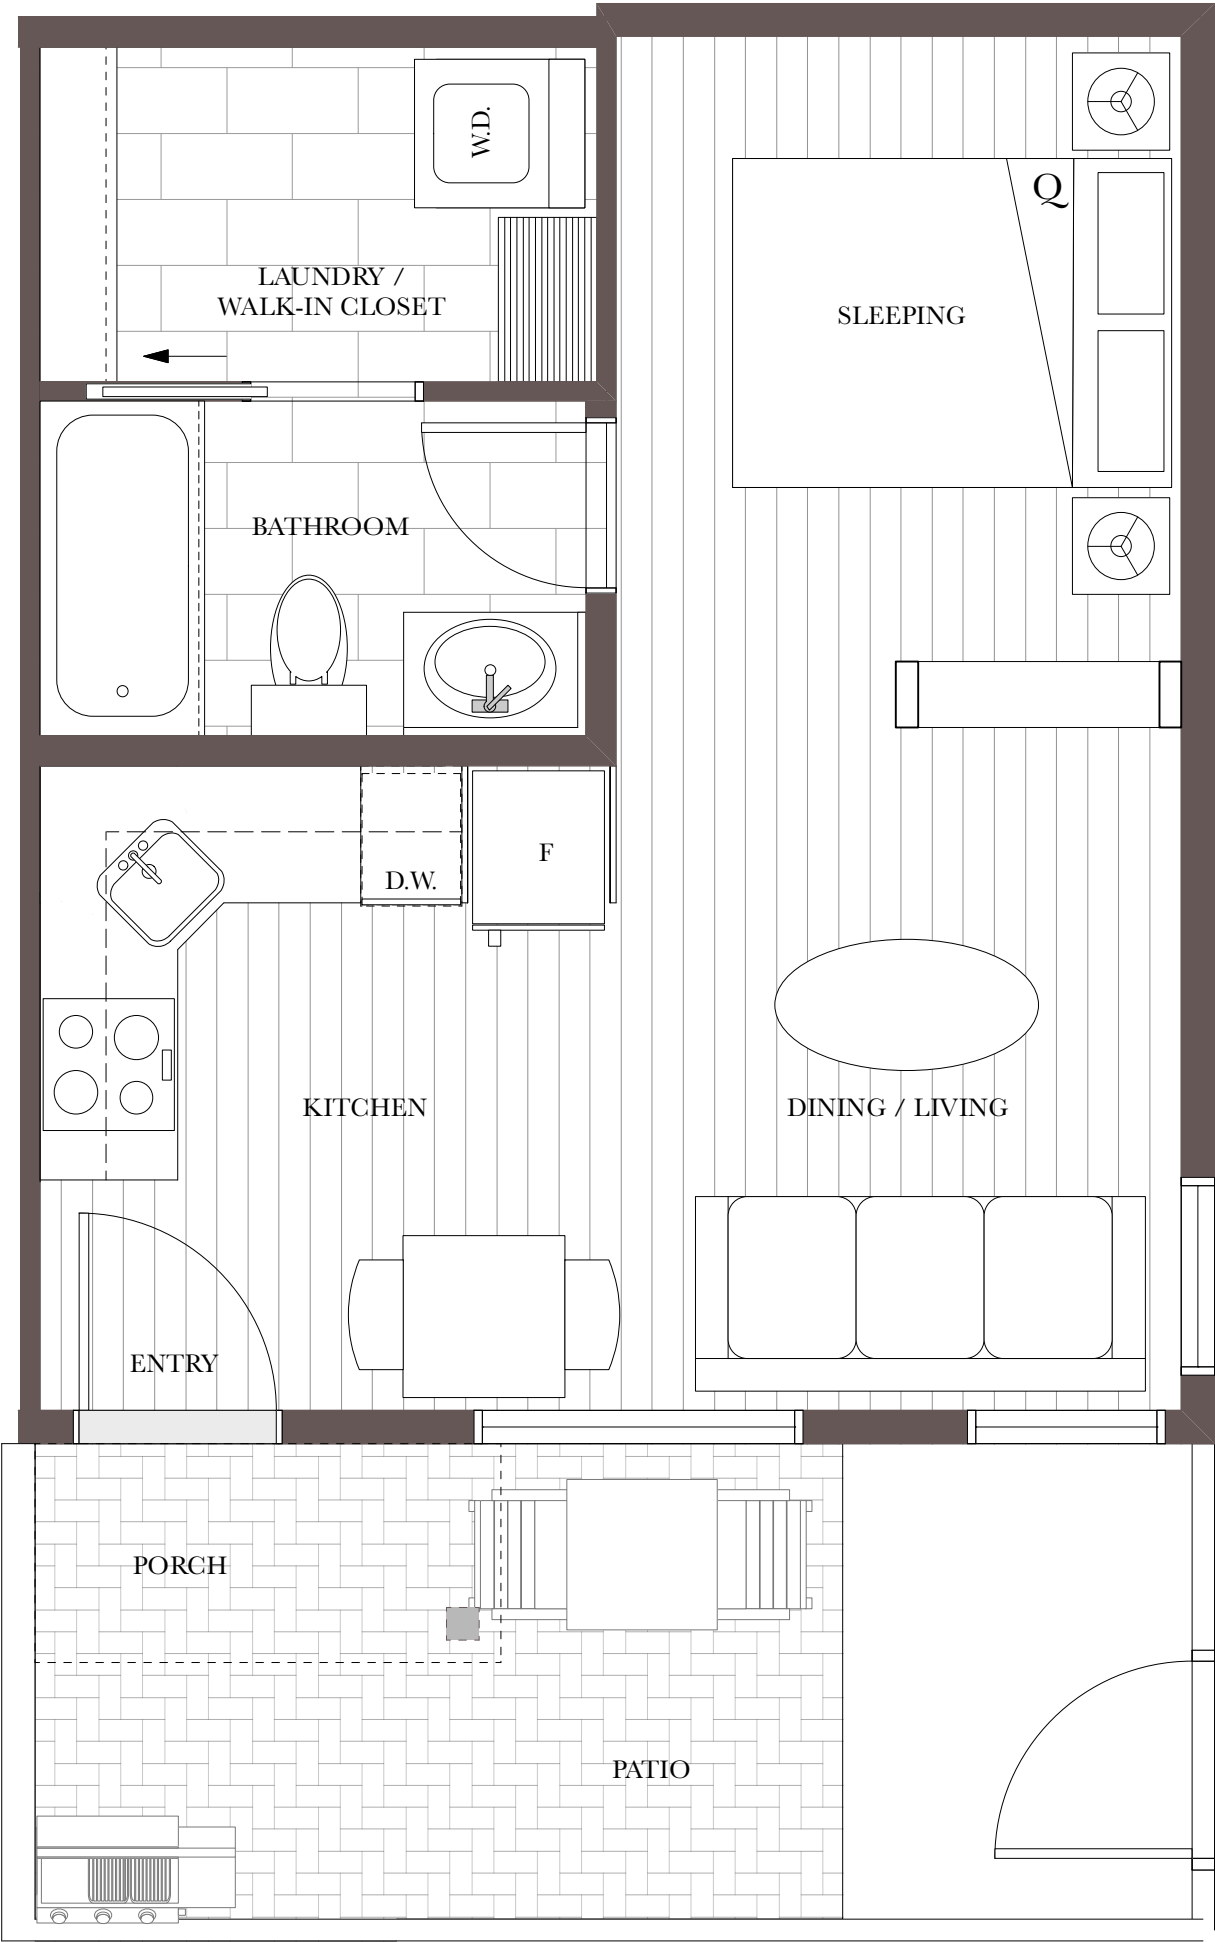 W.D.
Q
LAUNDRY /
WALK-IN CLOSET
SLEEPING
BATHROOM
F
D.W.
KITCHEN
DINING / LIVING
ENTRY
PORCH
PATIO